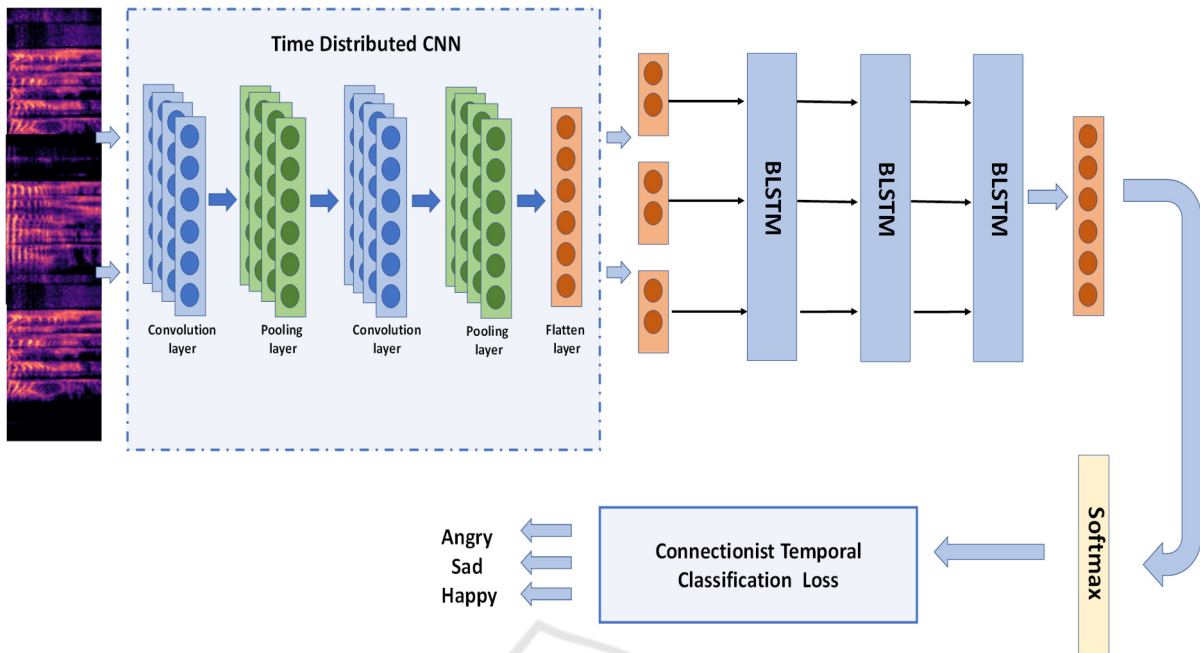 Time Distributed CNN
Convolution
layer
Pooling
layer
Convolution
layer
Pooling
layer
Flatten
layer
BLSTM
BLSTM
BLSTM
Softmax
Connectionist Temporal
Classification Loss
Angry
Sad
Happy